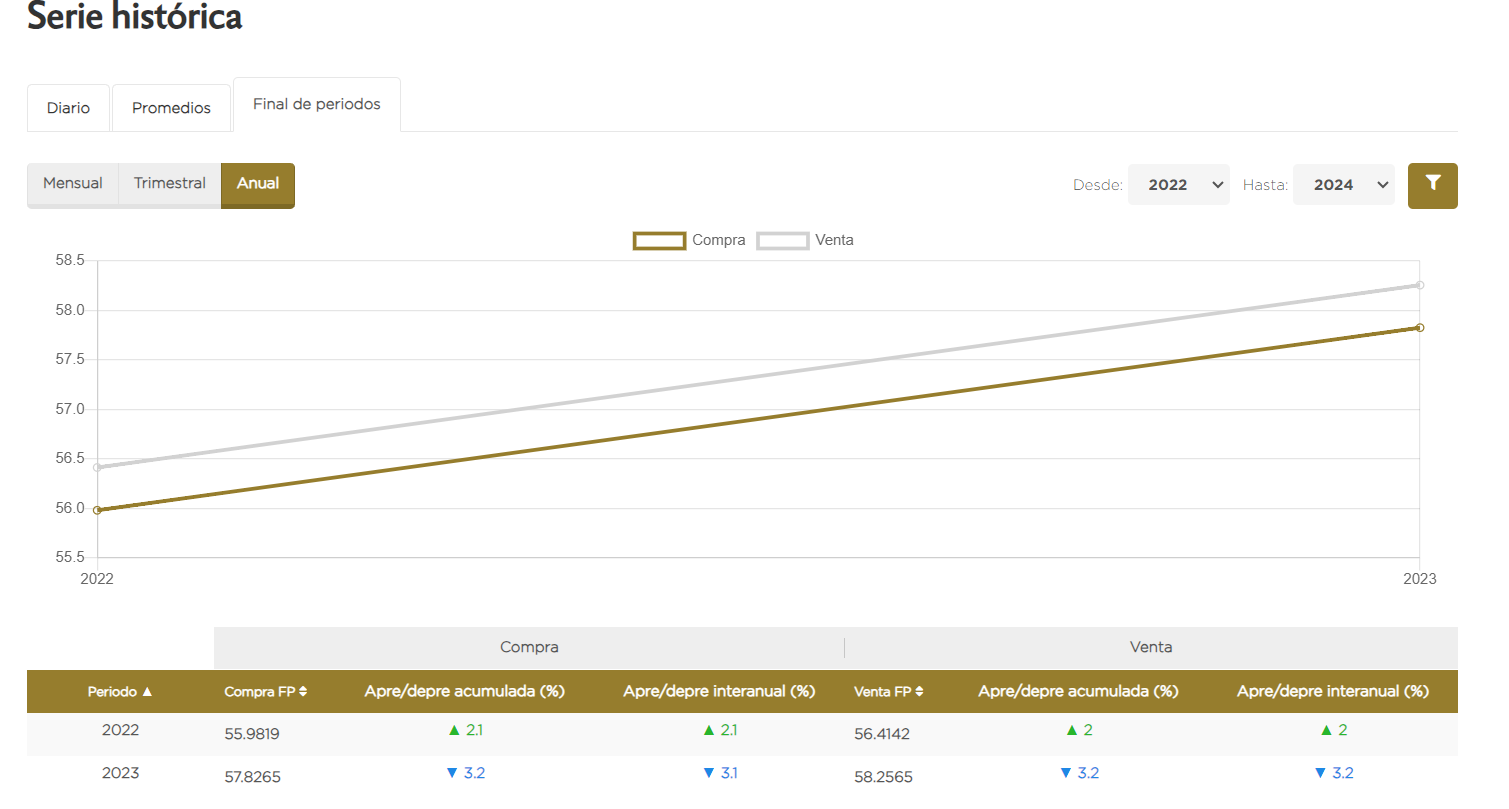 Serie histórica
Diario Promedios Final de periodos
Mensual Trimestral Anual Desde: 2022 Hasta: 2024
Compra Venta
58.5
58.0
57.5
57.0
56.5
56.0
55.5
2022 2023
Compra Venta
Periodo ▲ Compra FP Apre/depre acumulada (%) Apre/depre interanual (%) Venta FP Apre/depre acumulada (%) Apre/depre interanual (%)
2022 55.9819 ▲ 2.1 ▲ 2.1 56.4142 ▲ 2 ▲ 2
2023 57.8265 ▼ 3.2 ▼ 3.1 58.2565 ▼ 3.2 ▼ 3.2